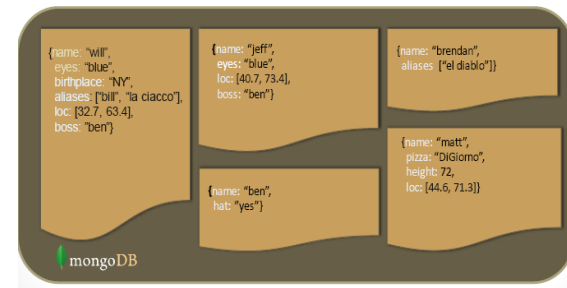 {name: "will",
eyes: "blue",
birthplace: "NY",
aliases: ["bill", "la ciacco"],
loc: [32.7, 63.4],
boss: "ben"}
{name: "jeff",
eyes: "blue",
loc: [40.7, 73.4],
boss: "ben"}
{name: "brendan",
aliases ["el diablo"]}
{name: "ben",
hat: "yes"}
{name: "matt",
pizza: "DiGiorno",
height: 72,
loc: [44.6, 71.3]}
mongoDB